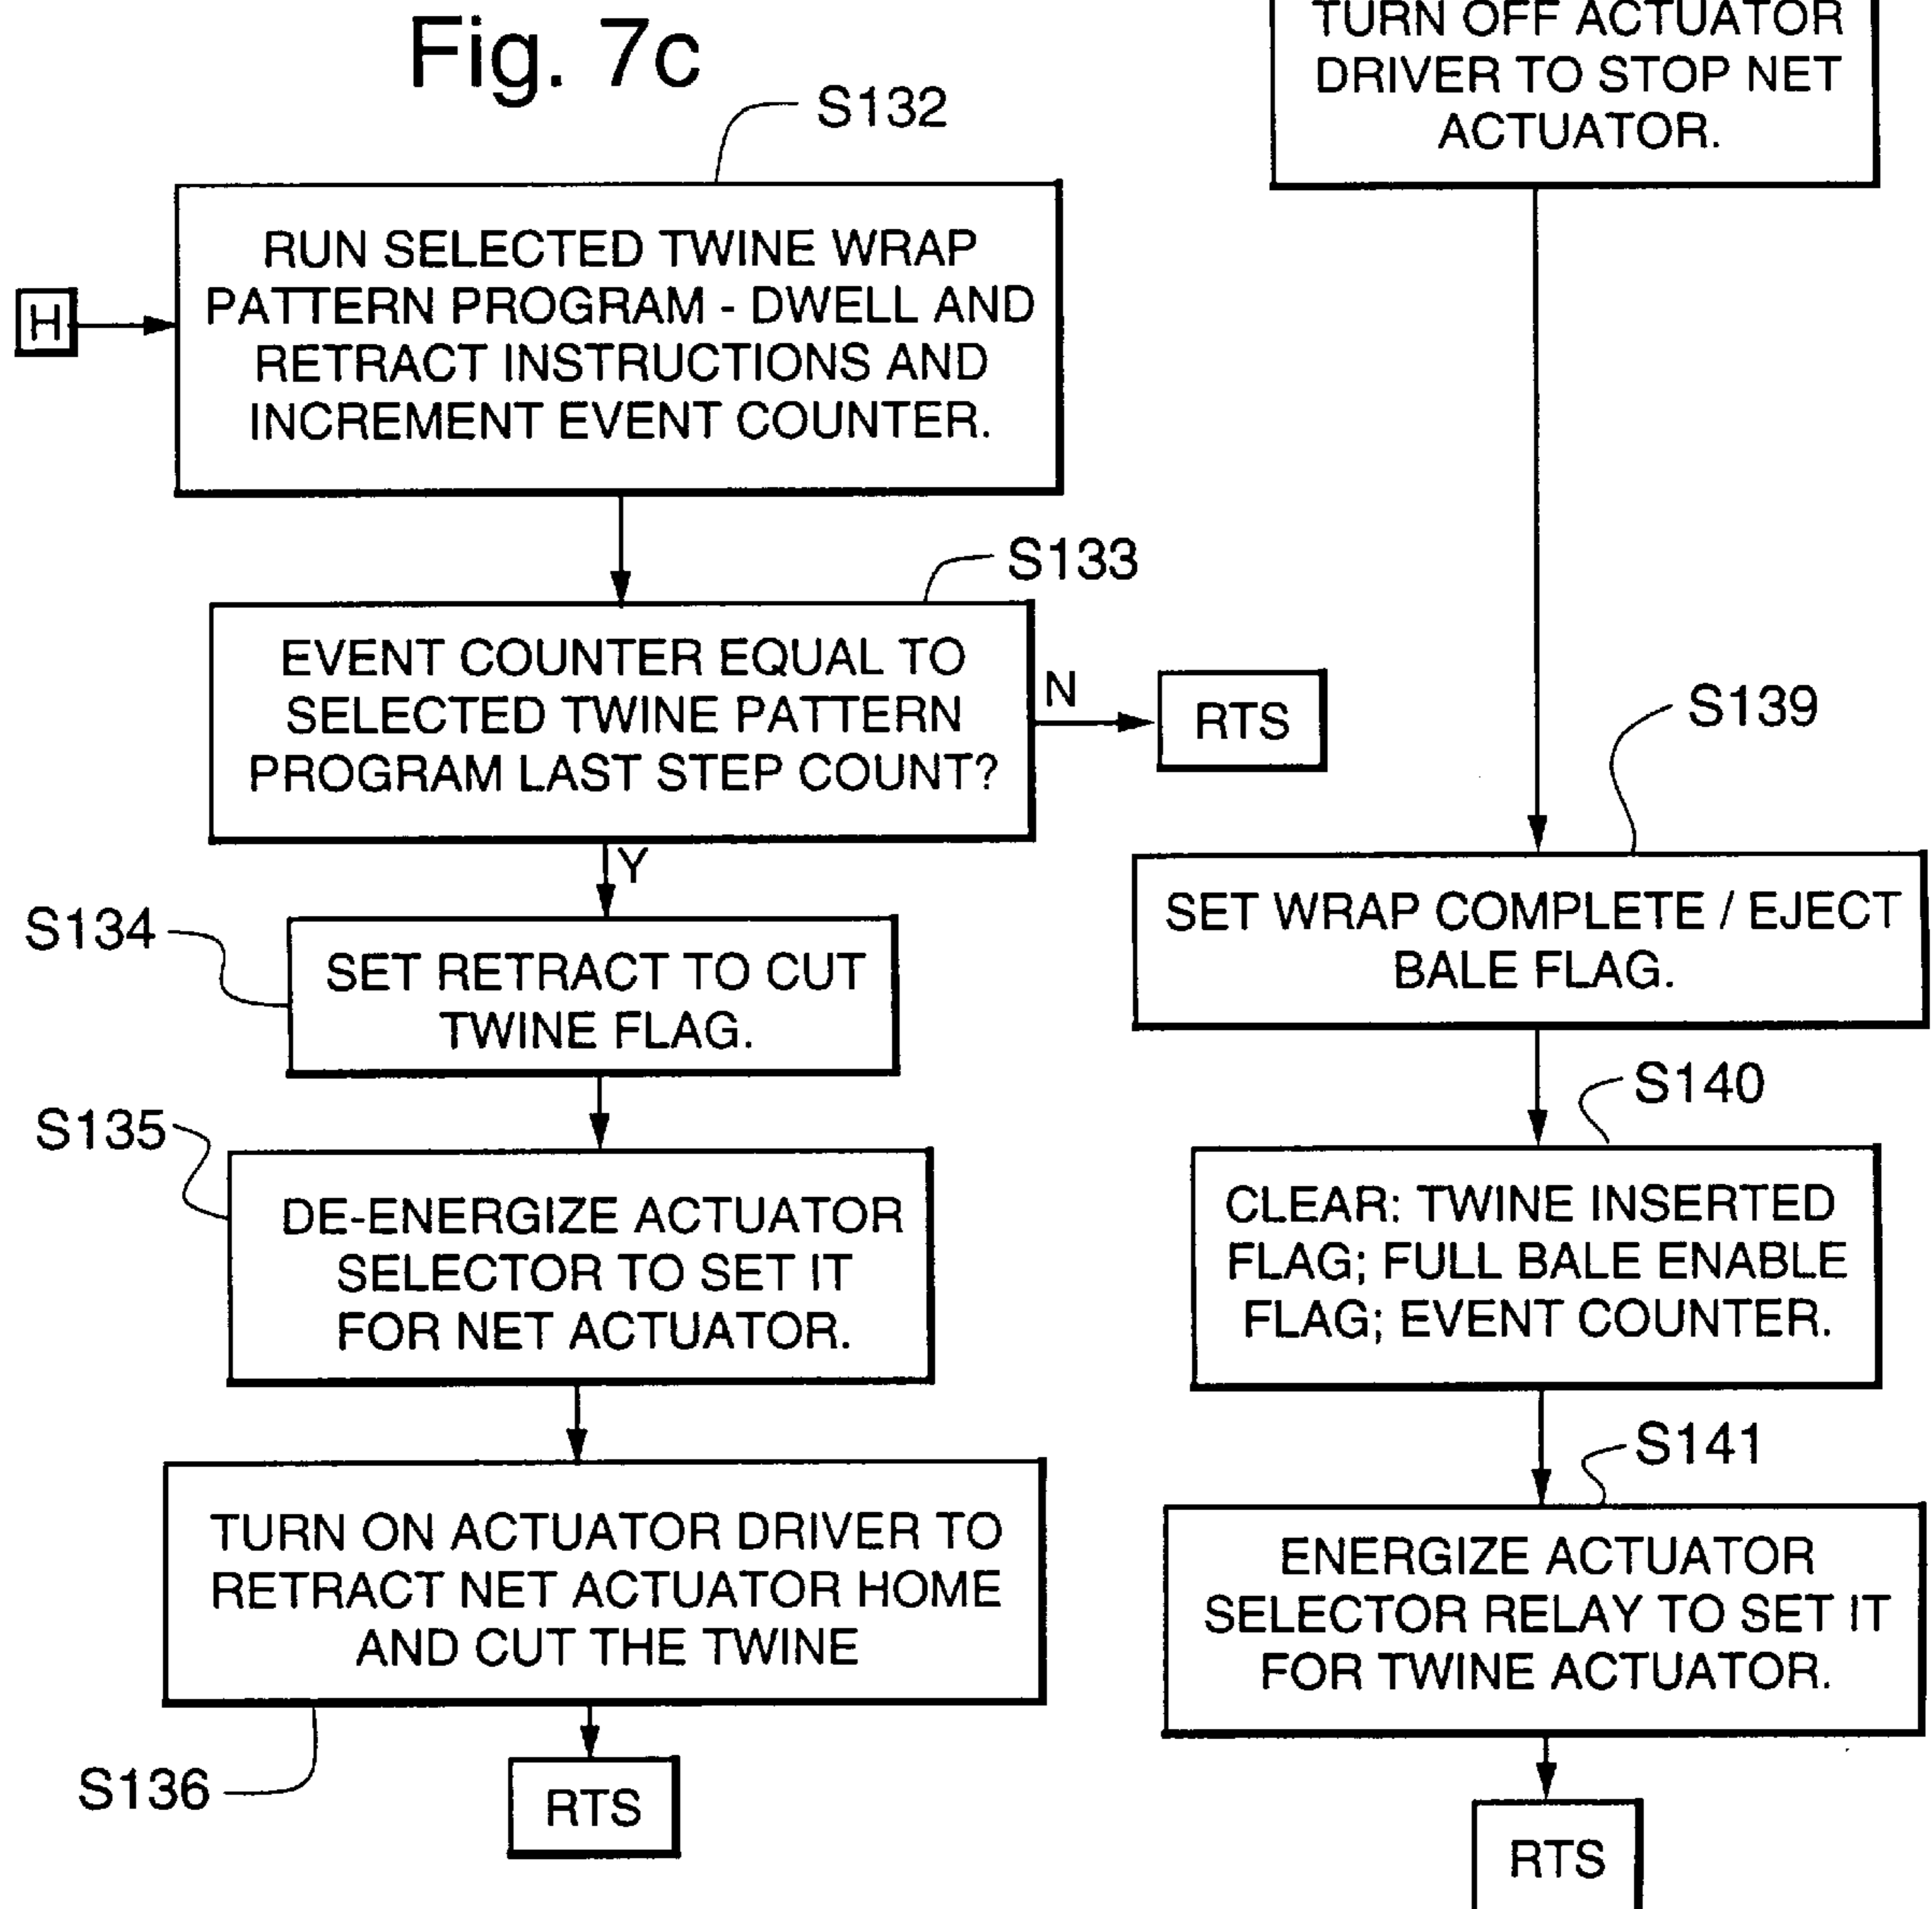 Fig. 7c
S132
H
RUN SELECTED TWINE WRAP
PATTERN PROGRAM - DWELL AND
RETRACT INSTRUCTIONS AND
INCREMENT EVENT COUNTER.
S133
EVENT COUNTER EQUAL TO
SELECTED TWINE PATTERN
PROGRAM LAST STEP COUNT?
N
RTS
Y
S134
SET RETRACT TO CUT
TWINE FLAG.
S135
DE-ENERGIZE ACTUATOR
SELECTOR TO SET IT
FOR NET ACTUATOR.
TURN ON ACTUATOR DRIVER TO
RETRACT NET ACTUATOR HOME
AND CUT THE TWINE
S136
RTS
TURN OFF ACTUATOR
DRIVER TO STOP NET
ACTUATOR.
S139
SET WRAP COMPLETE / EJECT
BALE FLAG.
S140
CLEAR: TWINE INSERTED
FLAG; FULL BALE ENABLE
FLAG; EVENT COUNTER.
S141
ENERGIZE ACTUATOR
SELECTOR RELAY TO SET IT
FOR TWINE ACTUATOR.
RTS